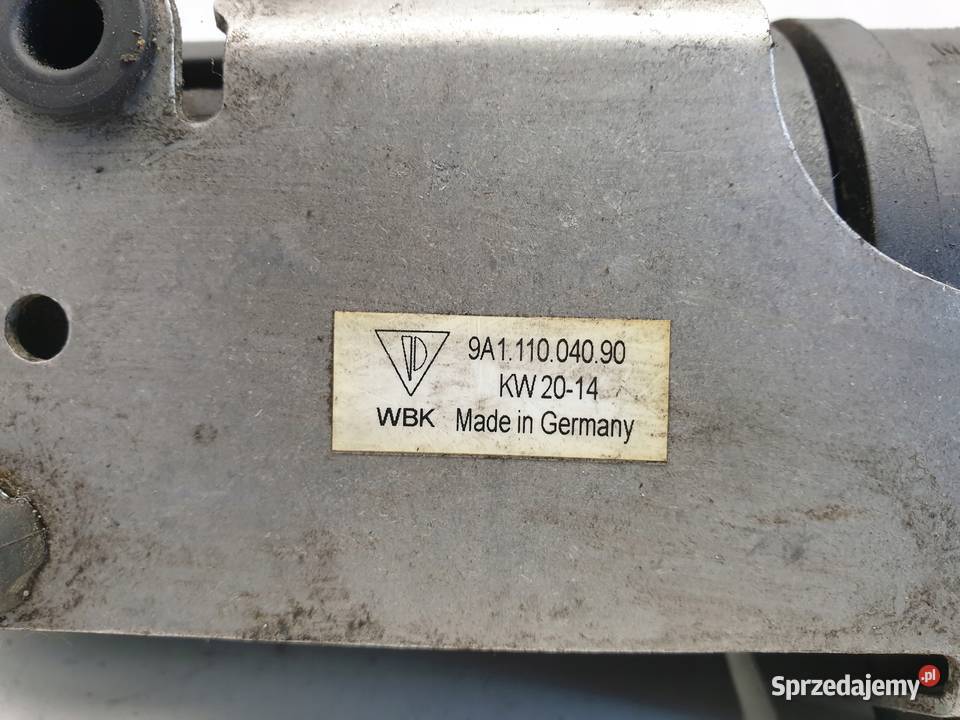 9A1.110.040.90
KW 20-14
WBK Made in Germany
Sprzedajemy.pl